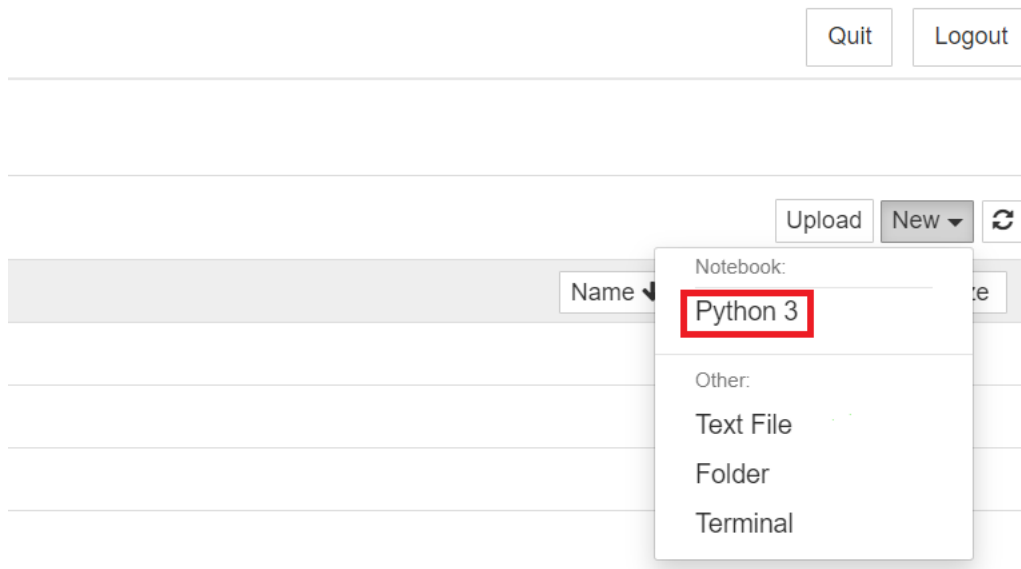 Quit Logout
Upload New
Notebook:
Name
Python 3
Other:
Text File
Folder
Terminal